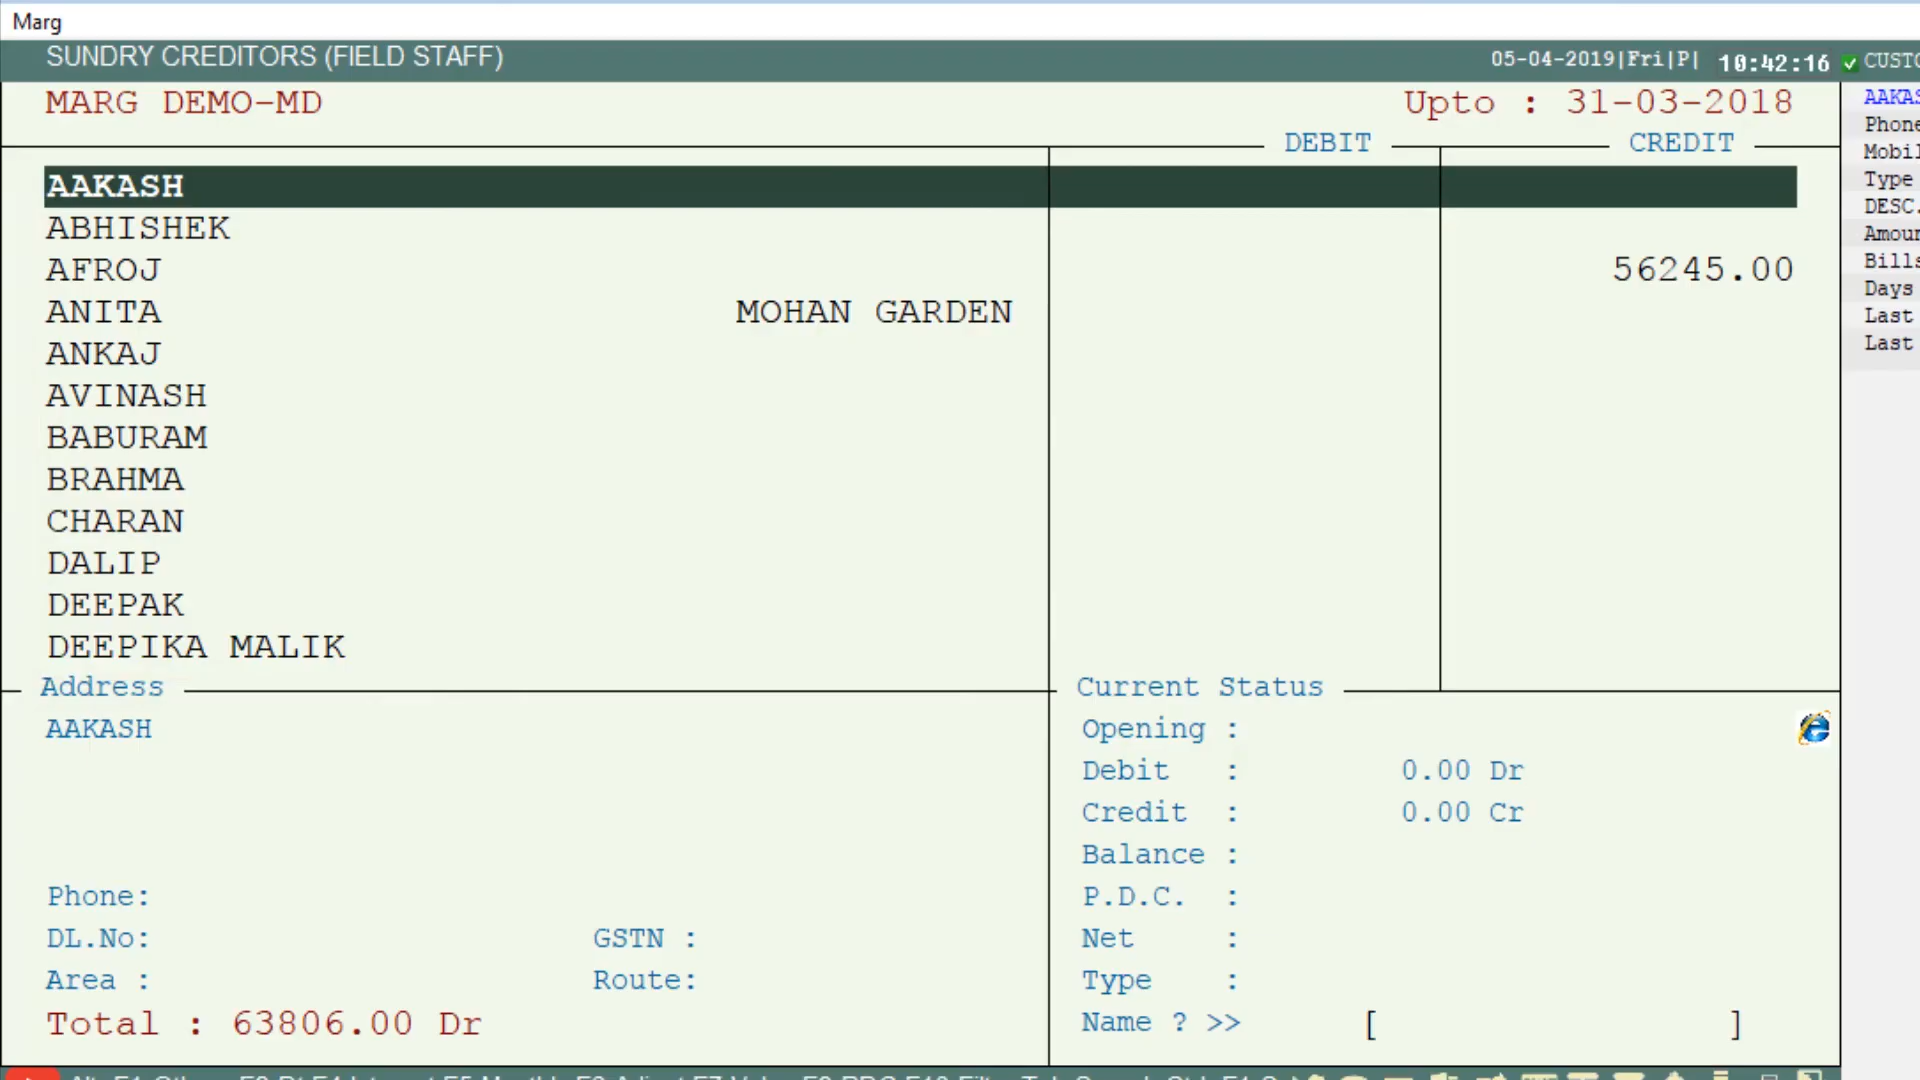 Marg
SUNDRY CREDITORS (FIELD STAFF)
05-04-2019|Fri|P| 10:42:16
MARG DEMO-MD
Upto : 31-03-2018
DEBIT CREDIT
AAKASH
ABHISHEK
AFROJ 56245.00
ANITA MOHAN GARDEN
ANKAJ
AVINASH
BABURAM
BRAHMA
CHARAN
DALIP
DEEPAK
DEEPIKA MALIK
Address
AAKASH
Phone:
DL.No: GSTN :
Area : Route:
Total : 63806.00 Dr
Current Status
Opening :
Debit : 0.00 Dr
Credit : 0.00 Cr
Balance :
P.D.C. :
Net :
Type :
Name ? >> [ ]
Phone
Type
DESC.
Bills
Days
Last
Last